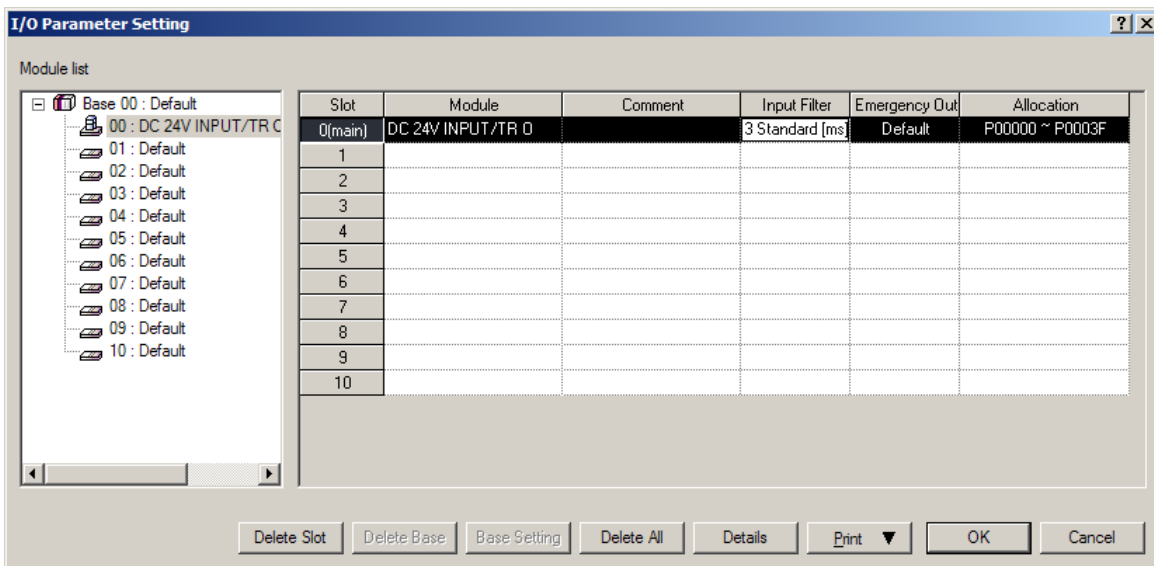 I/O Parameter Setting
Module list
Base 00 : Default
00 : DC 24V INPUT/TR O
01 : Default
02 : Default
03 : Default
04 : Default
05 : Default
06 : Default
07 : Default
08 : Default
09 : Default
10 : Default
Slot Module Comment Input Filter Emergency Out Allocation
0(main) DC 24V INPUT/TR O 3 Standard [ms] Default P00000 ~ P0003F
1
2
3
4
5
6
7
8
9
10
Delete Slot Delete Base Base Setting Delete All Details Print ▼ OK Cancel